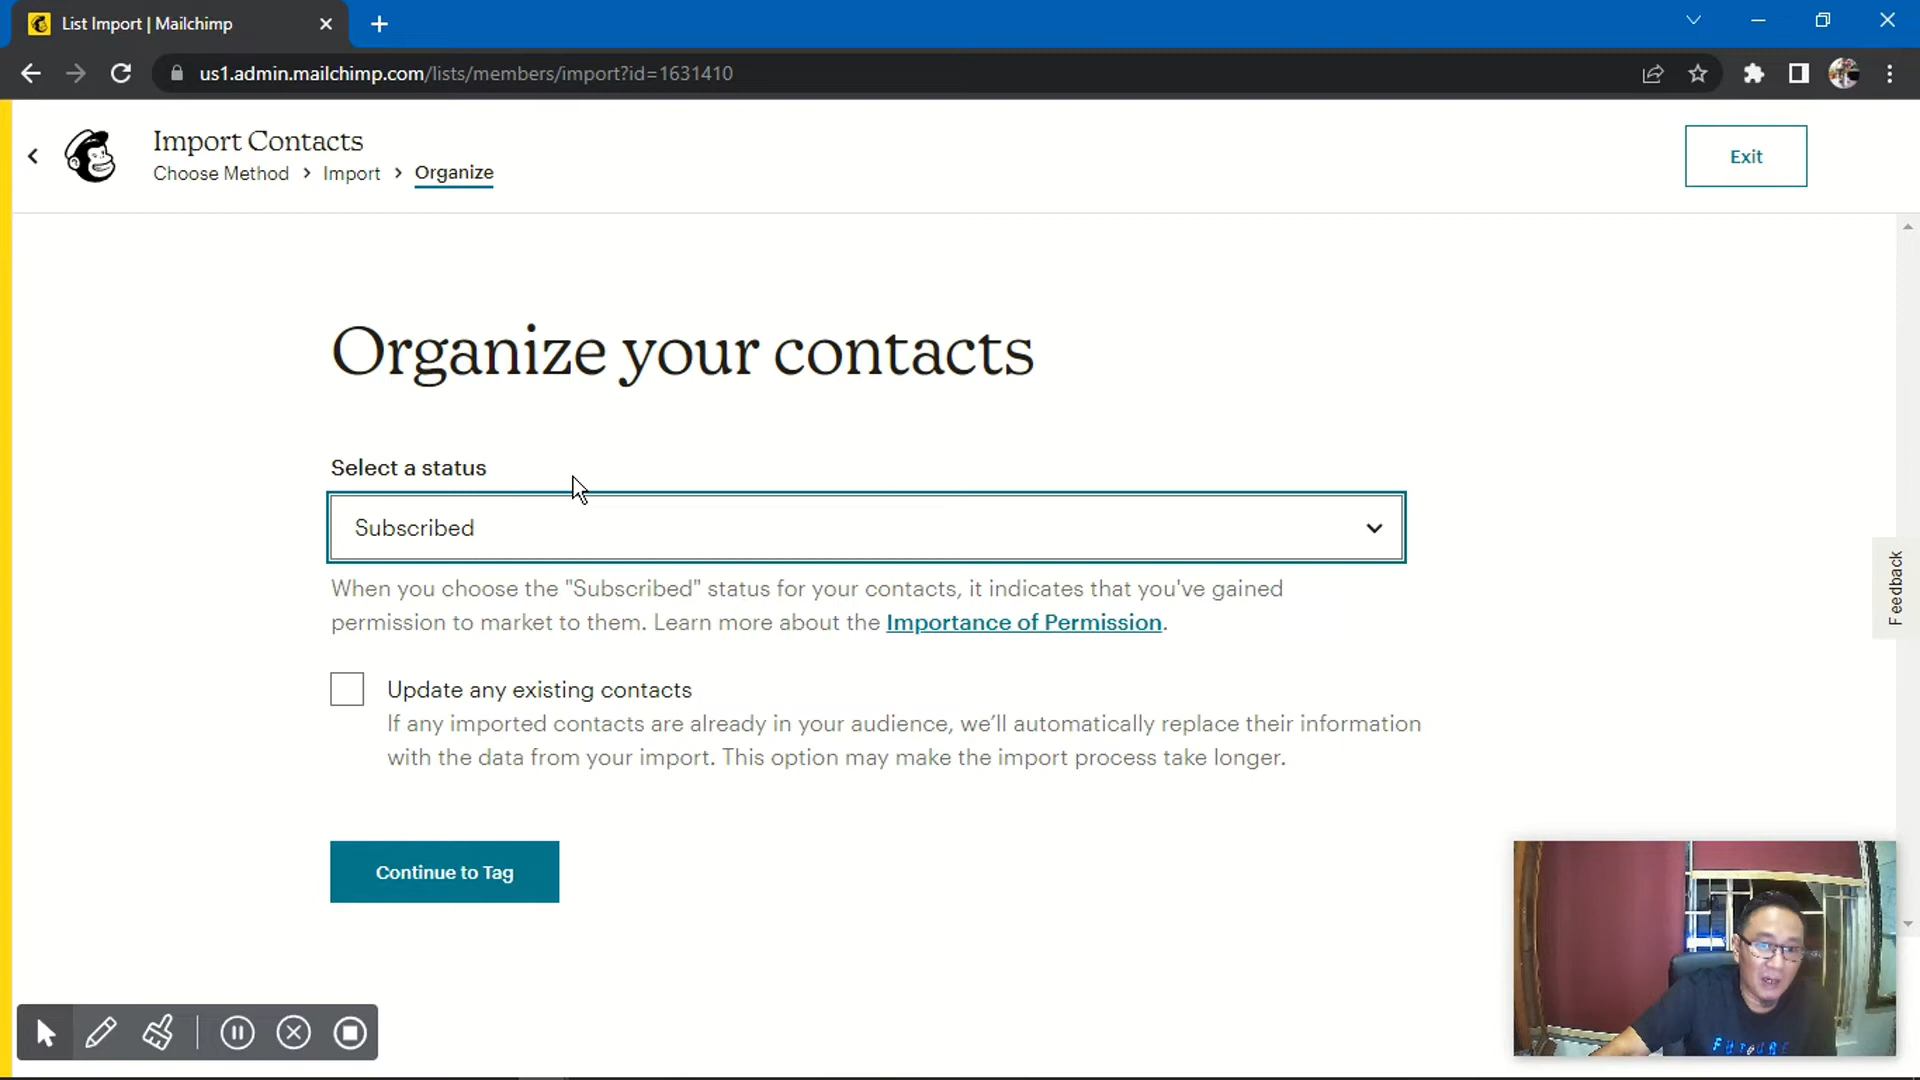 List Import | Mailchimp
us1.admin.mailchimp.com/lists/members/import?id=1631410
Import Contacts
Choose Method > Import > Organize
Exit
Organize your contacts
Select a status
Subscribed
When you choose the "Subscribed" status for your contacts, it indicates that you've gained
permission to market to them. Learn more about the Importance of Permission.
Feedback
Update any existing contacts
If any imported contacts are already in your audience, we’ll automatically replace their information
with the data from your import. This option may make the import process take longer.
Continue to Tag
FUTURE